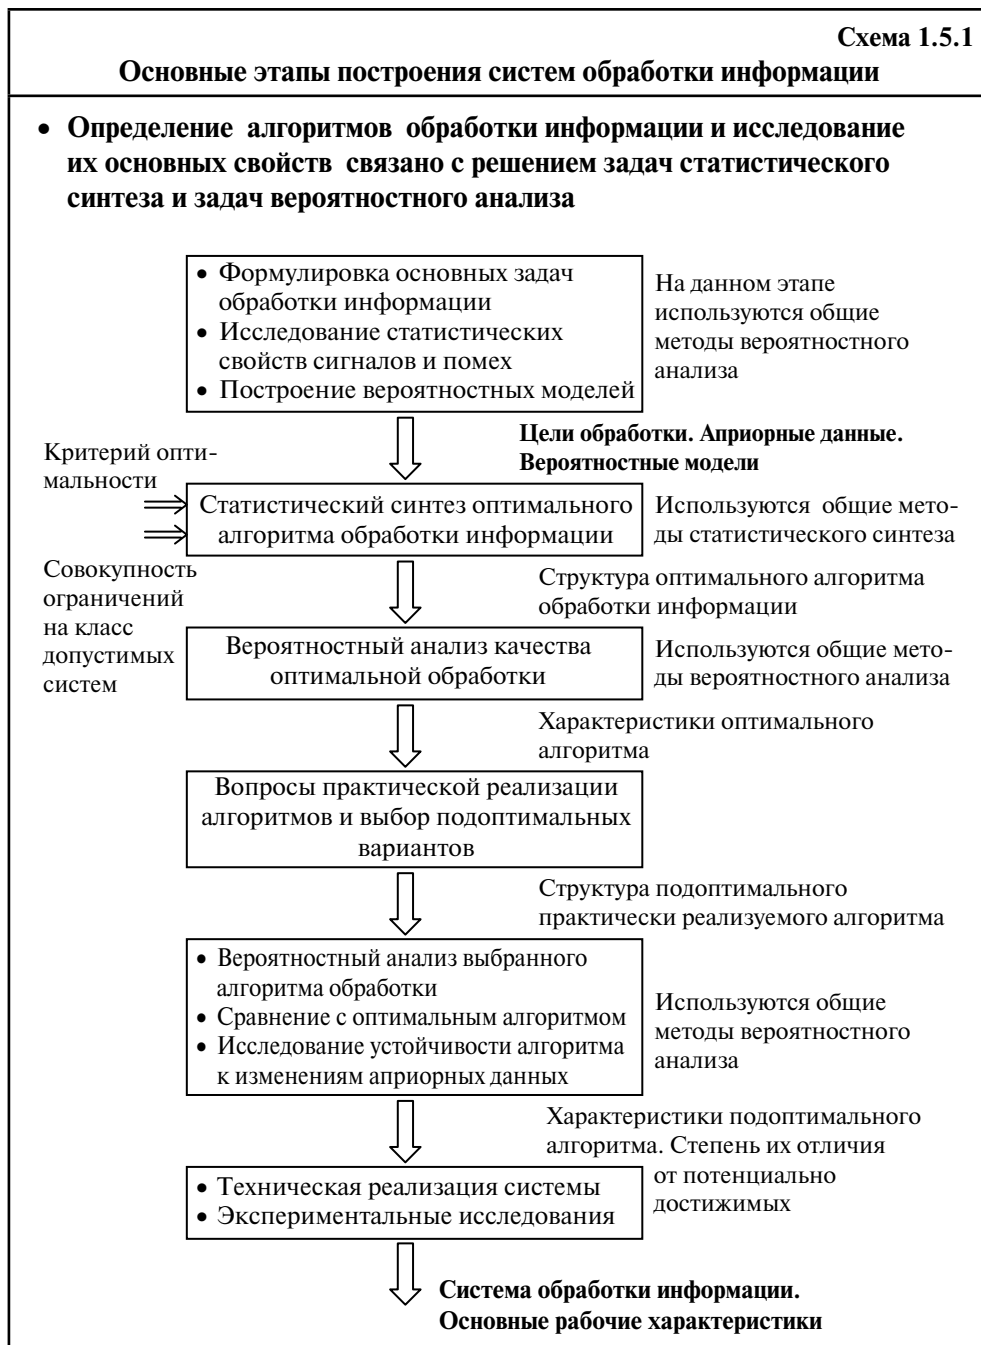 Схема 1.5.1
Основные этапы построения систем обработки информации
• Определение алгоритмов обработки информации и исследование
их основных свойств связано с решением задач статистического
синтеза и задач вероятностного анализа
• Формулировка основных задач
обработки информации
• Исследование статистических
свойств сигналов и помех
• Построение вероятностных моделей
На данном этапе
используются общие
методы вероятностного
анализа
Цели обработки. Априорные данные.
Вероятностные модели
Критерий опти-
мальности
Статистический синтез оптимального
алгоритма обработки информации
Используются общие мето-
ды статистического синтеза
Совокупность
ограничений
на класс
допустимых
систем
Структура оптимального алгоритма
обработки информации
Вероятностный анализ качества
оптимальной обработки
Используются общие мето-
ды вероятностного анализа
Характеристики оптимального
алгоритма
Вопросы практической реализации
алгоритмов и выбор подоптимальных
вариантов
Структура подоптимального
практически реализуемого алгоритма
• Вероятностный анализ выбранного
алгоритма обработки
• Сравнение с оптимальным алгоритмом
• Исследование устойчивости алгоритма
к изменениям априорных данных
Используются общие
методы вероятностного
анализа
Характеристики подоптимального
алгоритма. Степень их отличия
от потенциально
достижимых
• Техническая реализация системы
• Экспериментальные исследования
Система обработки информации.
Основные рабочие характеристики